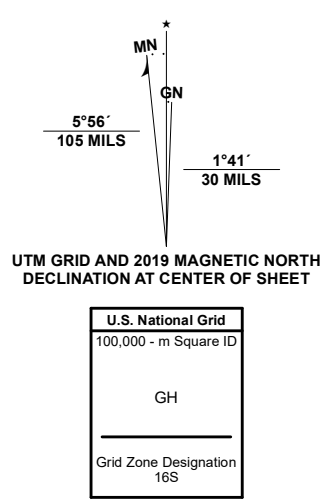 MN
GN
5°56´
105 MILS
1°41´
30 MILS
UTM GRID AND 2019 MAGNETIC NORTH
DECLINATION AT CENTER OF SHEET
U.S. National Grid
100,000 - m Square ID
GH
Grid Zone Designation
16S